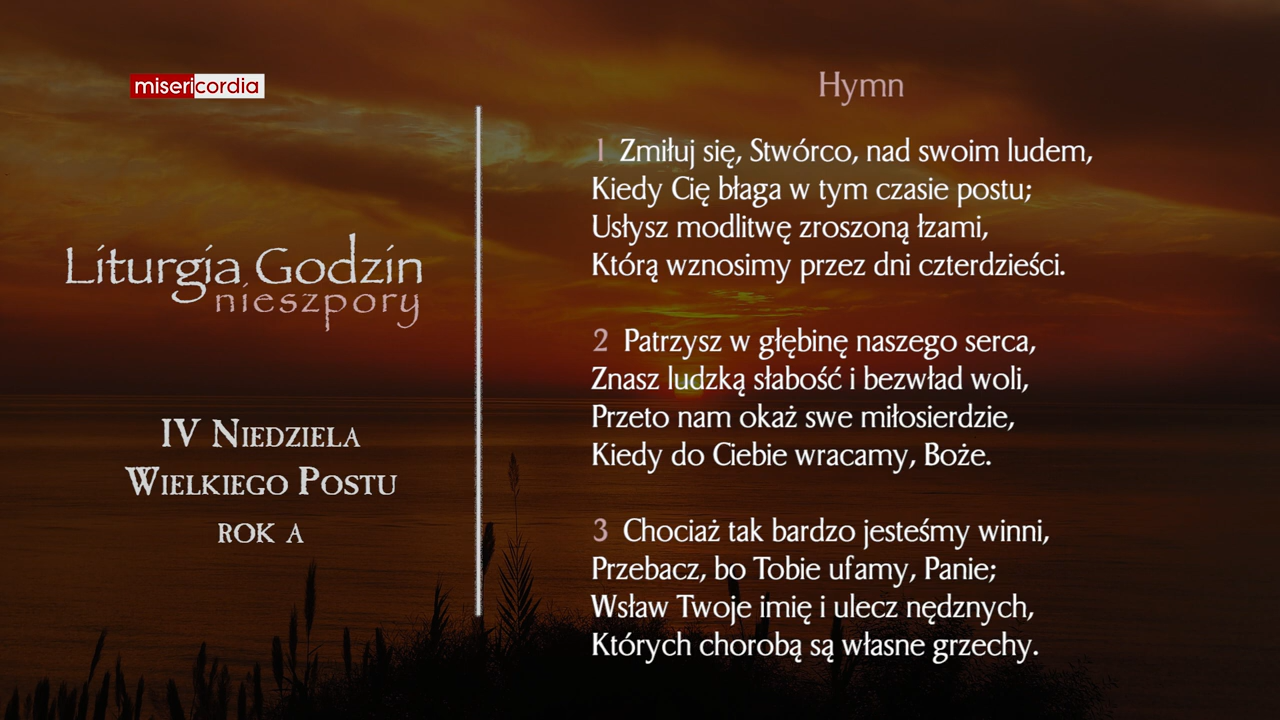 misericordia
Liturgia Godzin
nieszpory
IV Niedziela
Wielkiego Postu
rok A
Hymn
1 Zmiłuj się, Stwórco, nad swoim ludem,
Kiedy Cię błaga w tym czasie postu;
Usłysz modlitwę zroszoną łzami,
Którą wznosimy przez dni czterdzieści.
2 Patrzysz w głębinę naszego serca,
Znasz ludzką słabość i bezwład woli,
Przeto nam okaż swe miłosierdzie,
Kiedy do Ciebie wracamy, Boże.
3 Chociaż tak bardzo jesteśmy winni,
Przebacz, bo Tobie ufamy, Panie;
Wsław Twoje imię i ulecz nędznych,
Których chorobą są własne grzechy.